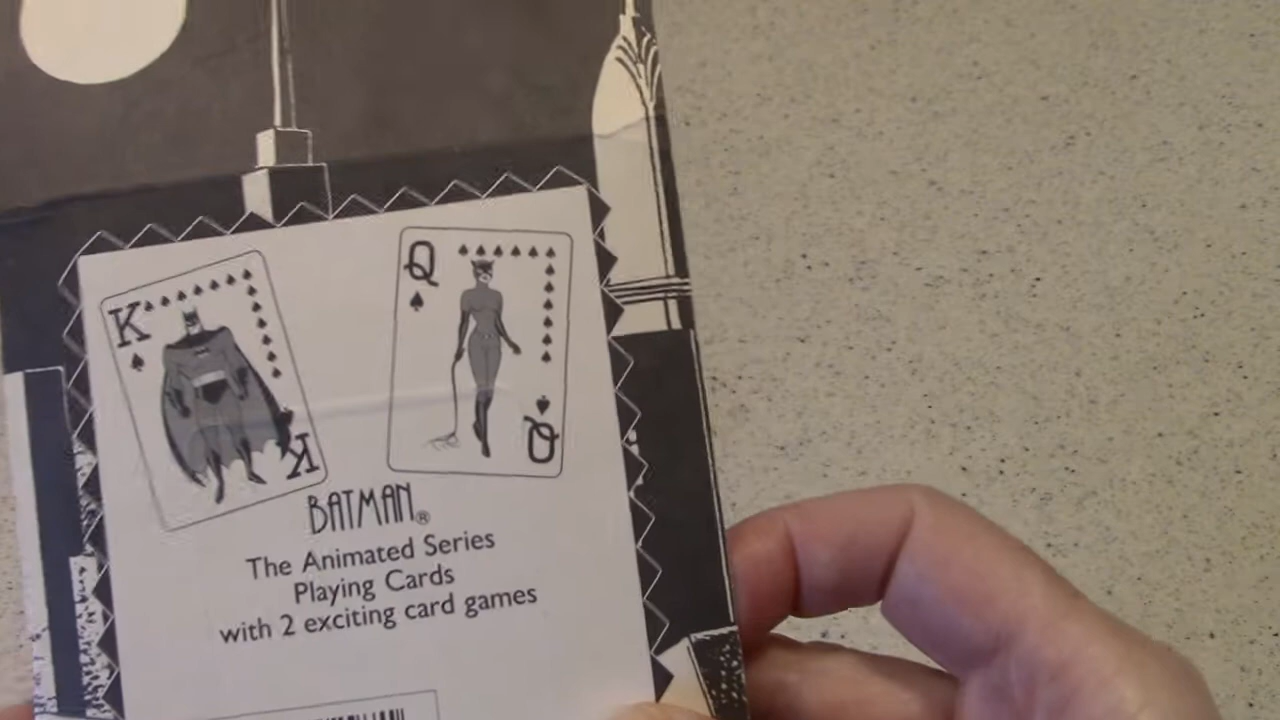 K
K
Q
Q
BATMAN®
The Animated Series
Playing Cards
with 2 exciting card games